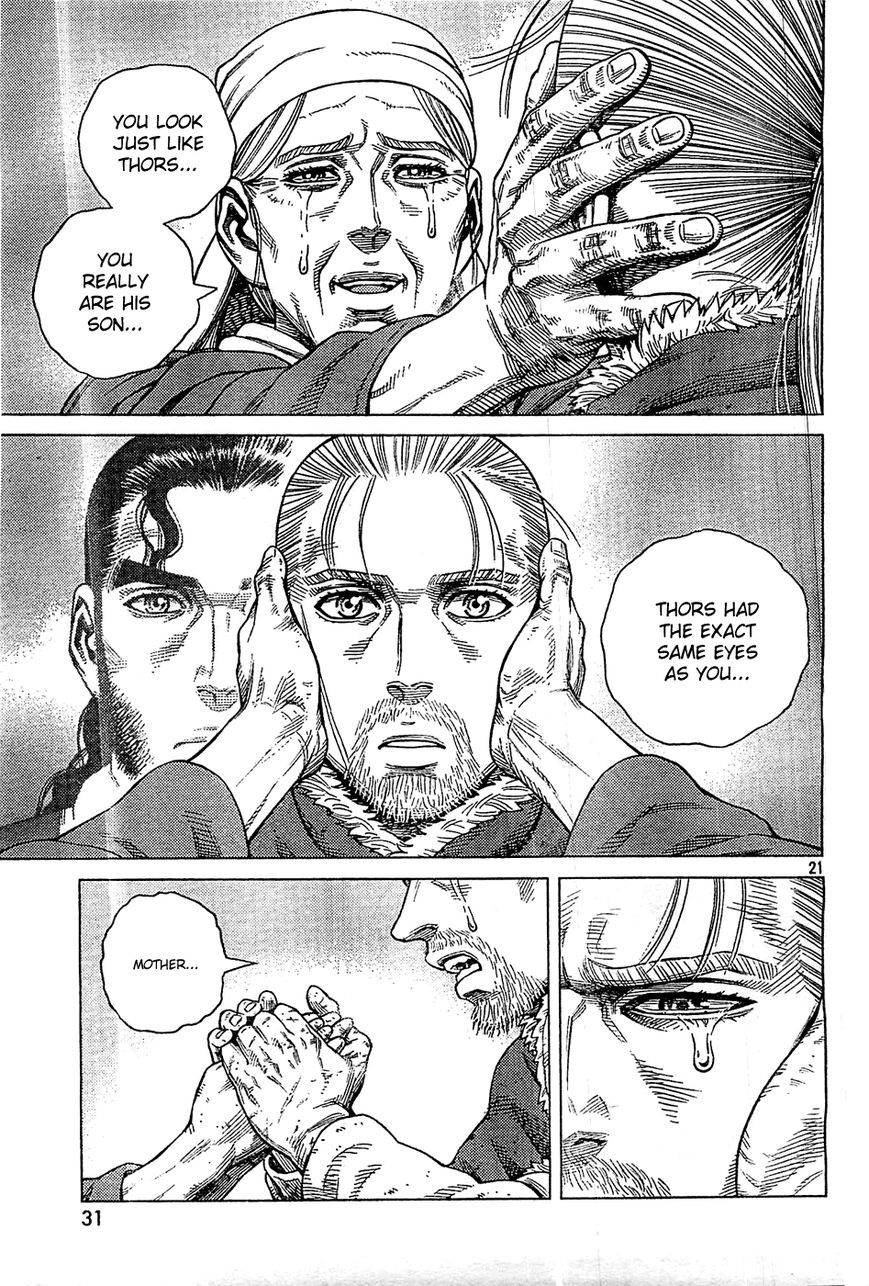 YOU LOOK
JUST LIKE
THORS...
YOU
REALLY
ARE HIS
SON...
THORS HAD
THE EXACT
SAME EYES
AS YOU...
21
MOTHER...
31